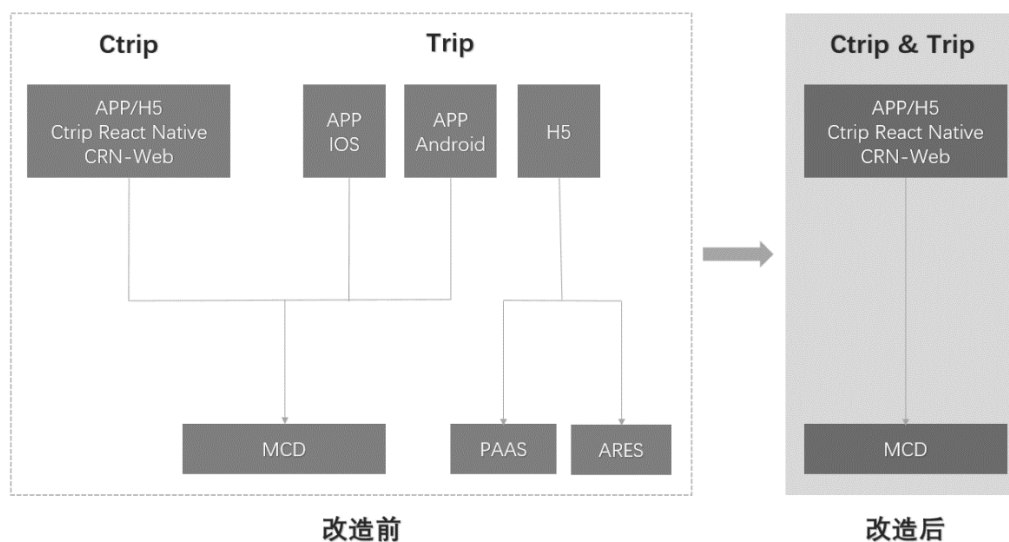 Ctrip
Trip
Ctrip & Trip
APP/H5
Ctrip React Native
CRN-Web
APP
IOS
APP
Android
H5
APP/H5
Ctrip React Native
CRN-Web
MCD
PAAS
ARES
MCD
改造前
改造后